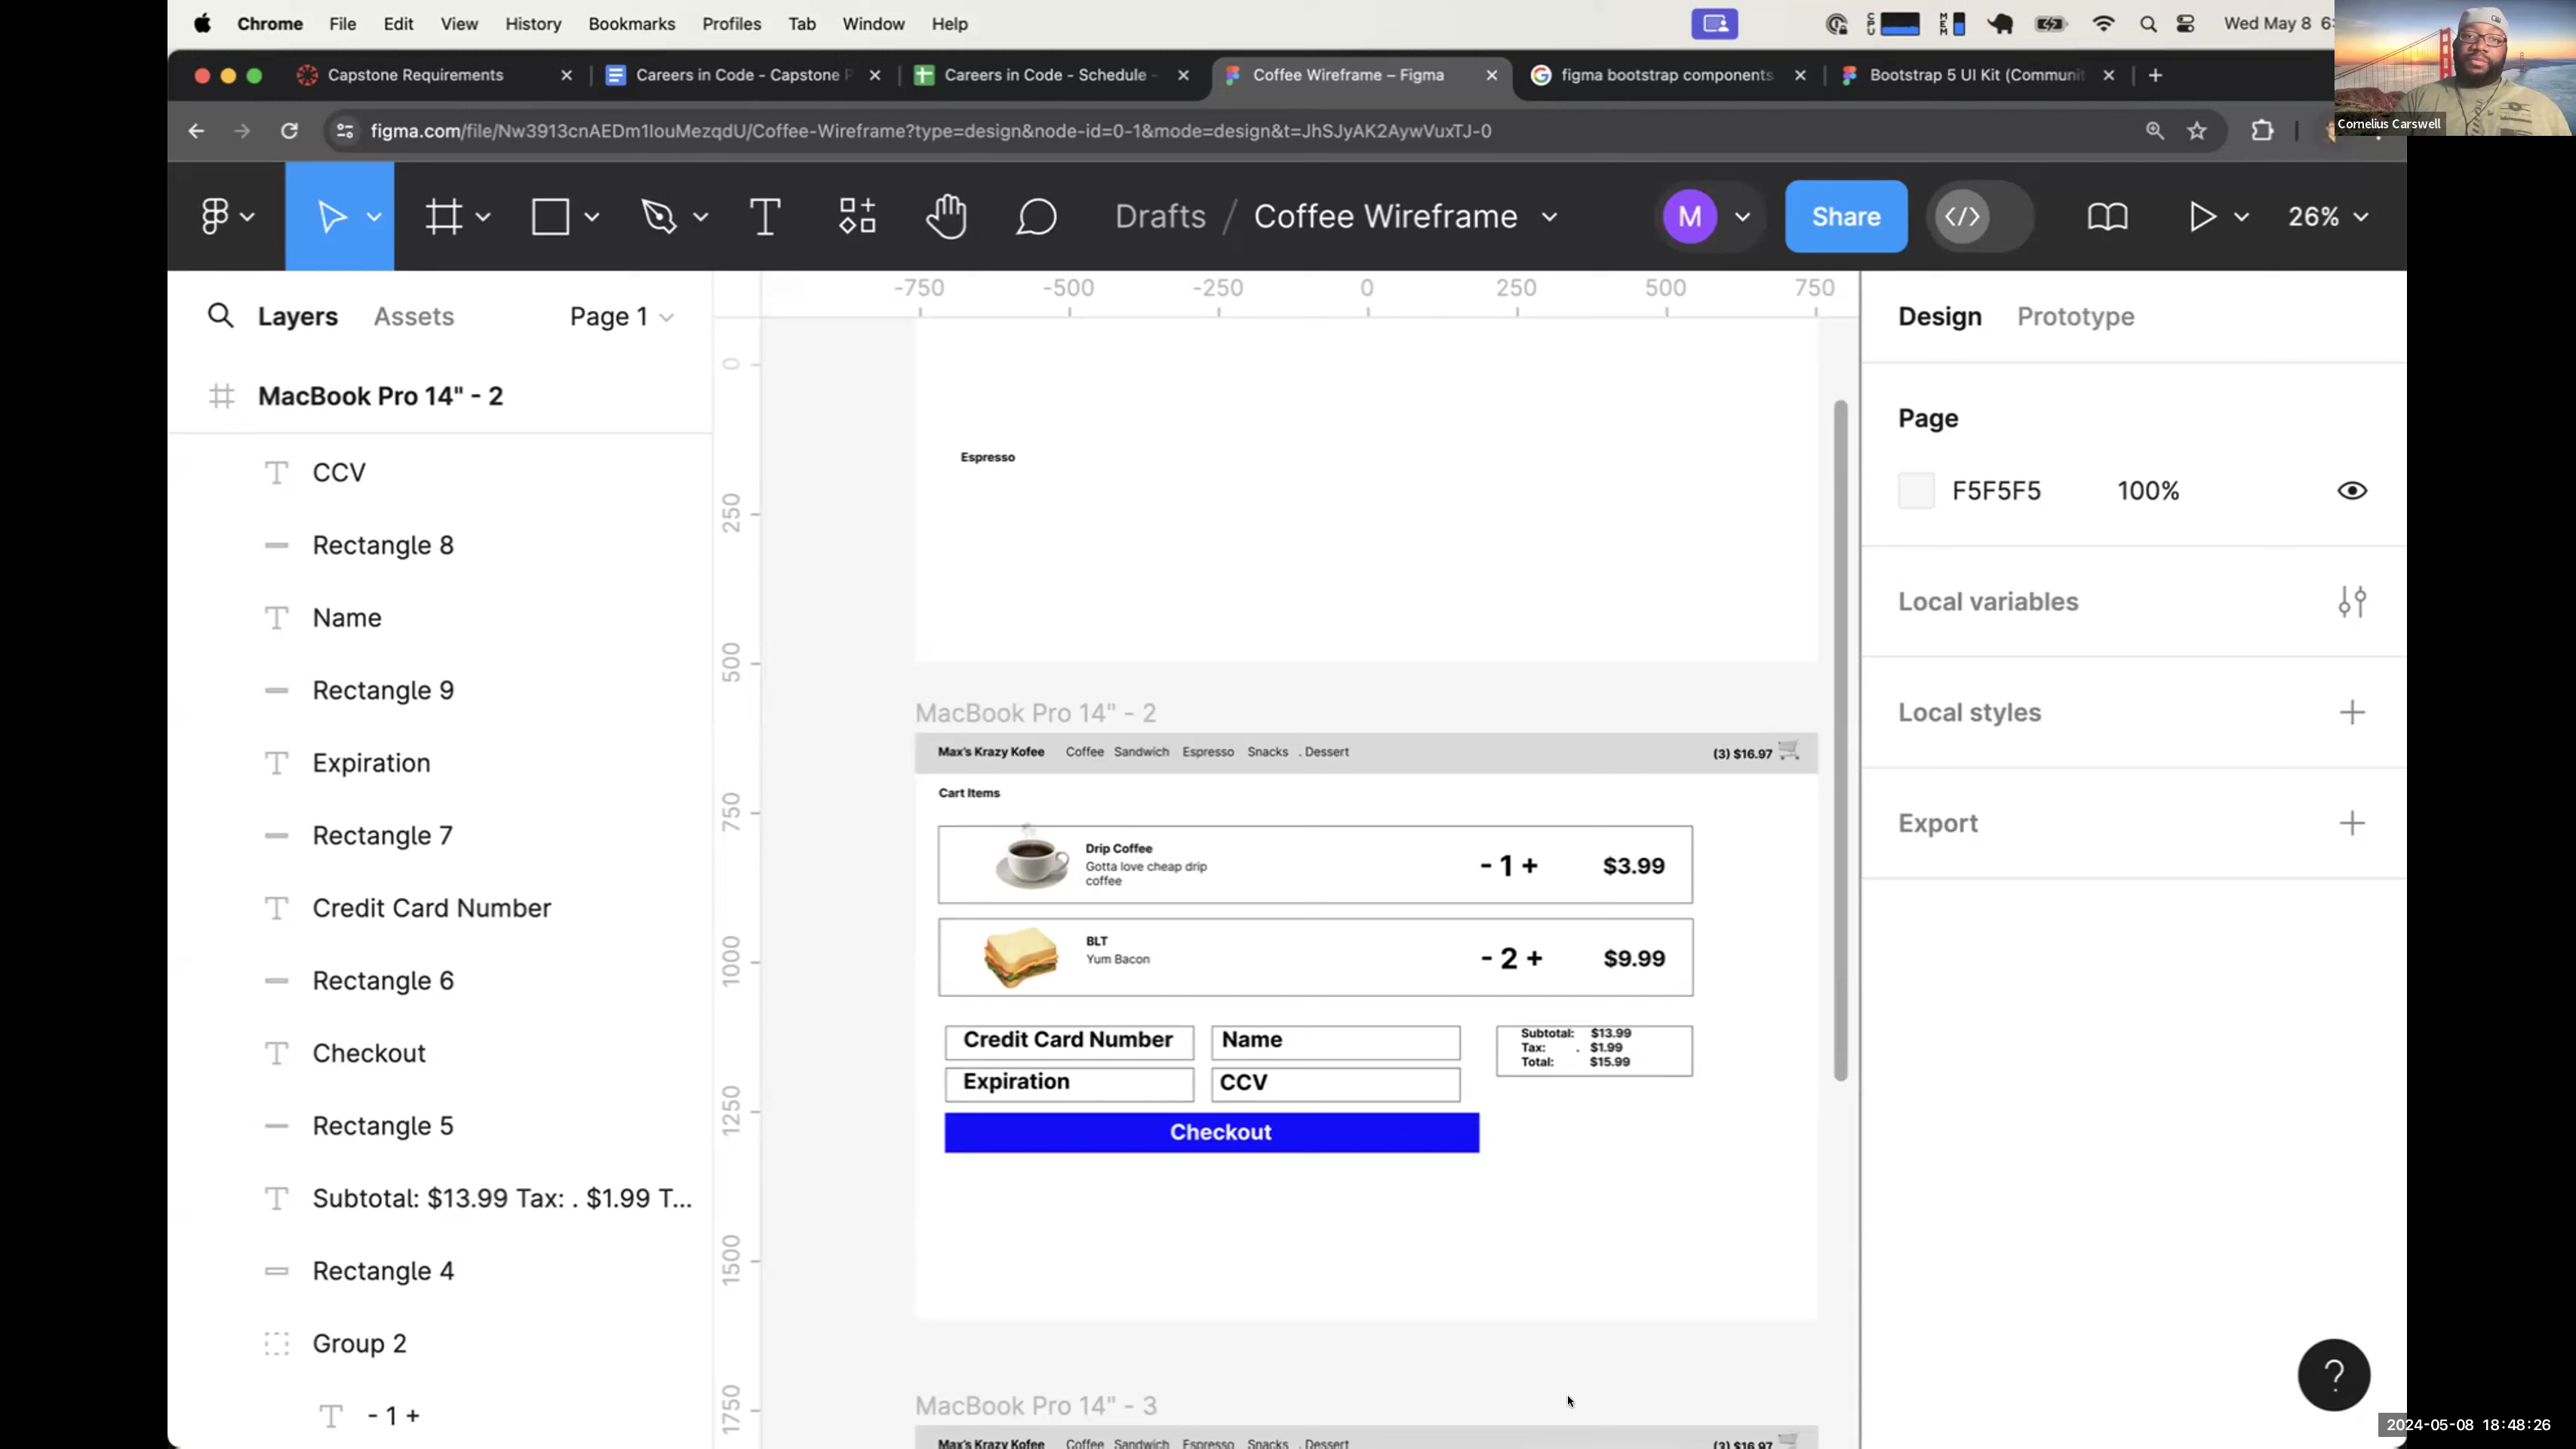 Chrome File Edit View History Bookmarks Profiles Tab Window Help
CPU MEM Wed May 8 6:
Capstone Requirements
Careers in Code - Capstone P
Careers in Code - Schedule -
Coffee Wireframe – Figma
figma bootstrap components
Bootstrap 5 UI Kit (Communit
Cornelius Carswell
figma.com/file/Nw3913cnAEDm1IouMezqdU/Coffee-Wireframe?type=design&node-id=0-1&mode=design&t=JhSJyAK2AywVuxTJ-0
Drafts / Coffee Wireframe
M
Share
26%
Layers Assets Page 1
MacBook Pro 14" - 2
CCV
Rectangle 8
Name
Rectangle 9
Expiration
Rectangle 7
Credit Card Number
Rectangle 6
Checkout
Rectangle 5
Subtotal: $13.99 Tax: . $1.99 T...
Rectangle 4
Group 2
- 1 +
-750 -500 -250 0 250 500 750
0
250
500
750
1000
1250
1500
1750
Espresso
MacBook Pro 14" - 2
Max's Krazy Kofee Coffee Sandwich Espresso Snacks . Dessert (3) $16.97
Cart Items
Drip Coffee
Gotta love cheap drip
coffee
- 1 + $3.99
BLT
Yum Bacon
- 2 + $9.99
Credit Card Number Name
Expiration CCV
Subtotal: $13.99
Tax: . $1.99
Total: $15.99
Checkout
MacBook Pro 14" - 3
Max's Krazy Kofee Coffee Sandwich Espresso Snacks . Dessert (3) $16.97
Design Prototype
Page
F5F5F5 100%
Local variables
Local styles
Export
?
2024-05-08 18:48:26